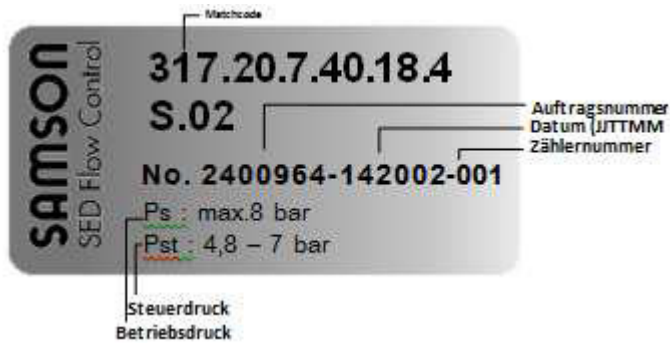 Matchcode
SAMSON
SED Flow Control
317.20.7.40.18.4
S.02
No. 2400964-142002-001
Ps : max.8 bar
Pst : 4,8 – 7 bar
Auftragsnummer
Datum (JJTTMM
Zählernummer
Steuerdruck
Betriebsdruck